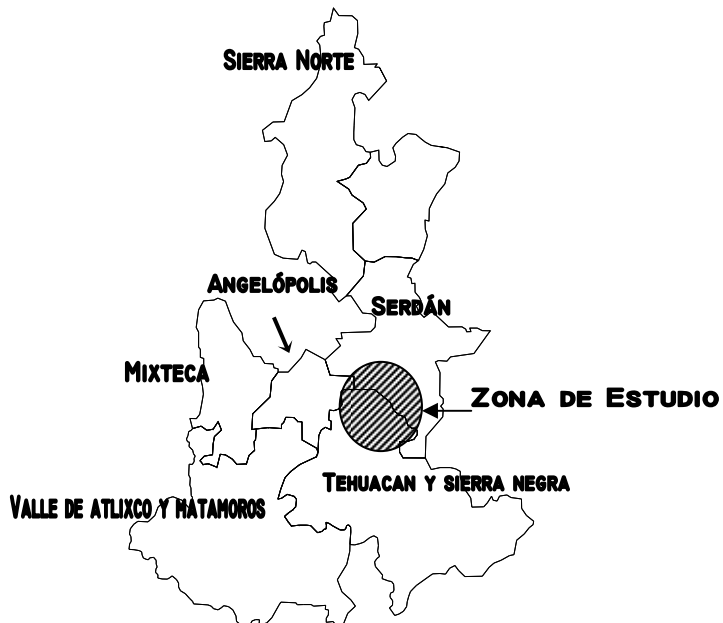 SIERRA NORTE
ANGELÓPOLIS
SERDÁN
MIXTECA
ZONA DE ESTUDIO
TEHUACAN Y SIERRA NEGRA
VALLE DE ATLIXCO Y MATAMOROS